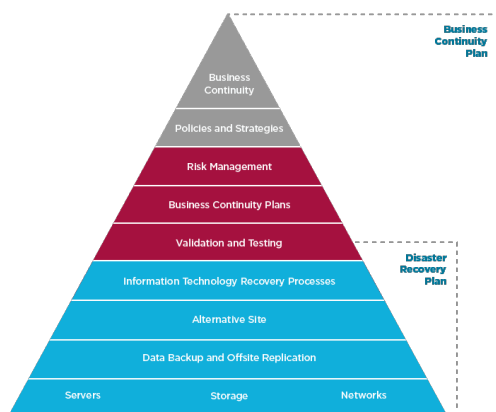 Business
Continuity
Plan
Business
Continuity
Policies and Strategies
Risk Management
Business Continuity Plans
Validation and Testing
Disaster
Recovery
Plan
Information Technology Recovery Processes
Alternative Site
Data Backup and Offsite Replication
Servers Storage Networks